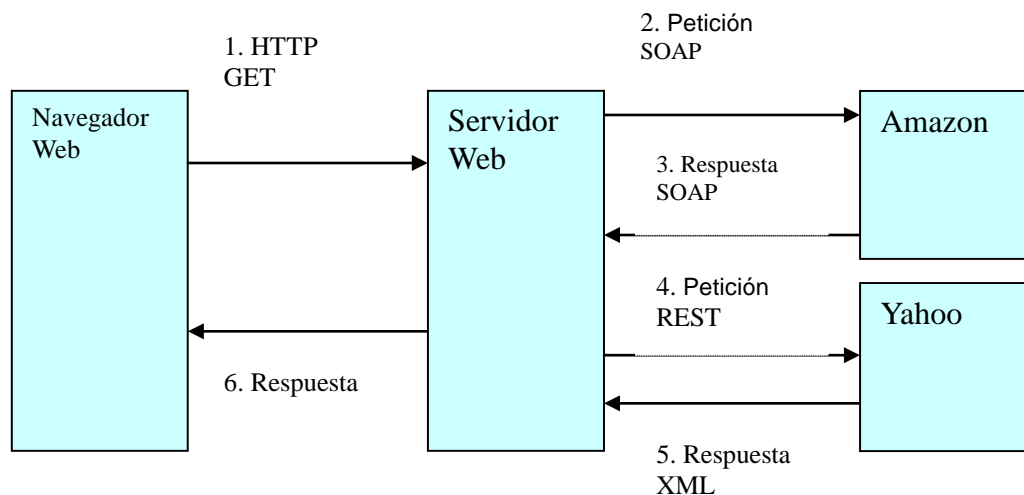 1. HTTP
GET
2. Petición
SOAP
Navegador
Web
Servidor
Web
Amazon
3. Respuesta
SOAP
4. Petición
REST
Yahoo
6. Respuesta
5. Respuesta
XML